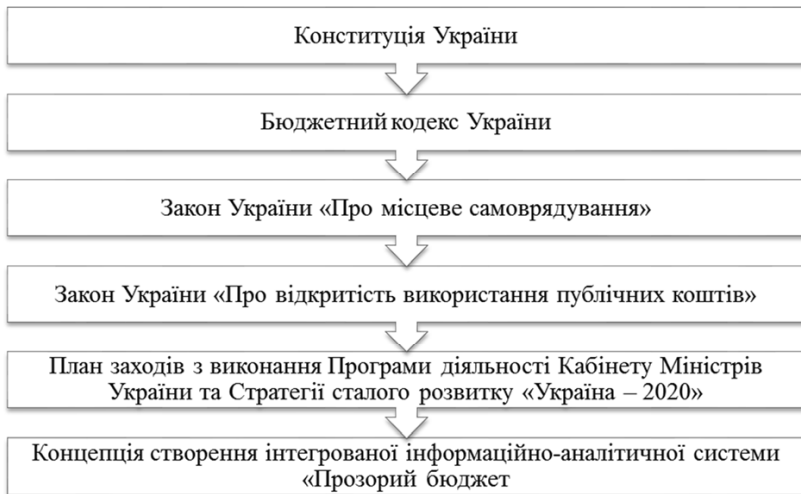 Конституція України
Бюджетний кодекс України
Закон України «Про місцеве самоврядування»
Закон України «Про відкритість використання публічних коштів»
План заходів з виконання Програми діяльності Кабінету Міністрів
України та Стратегії сталого розвитку «Україна – 2020»
Концепція створення інтегрованої інформаційно-аналітичної системи
«Прозорий бюджет